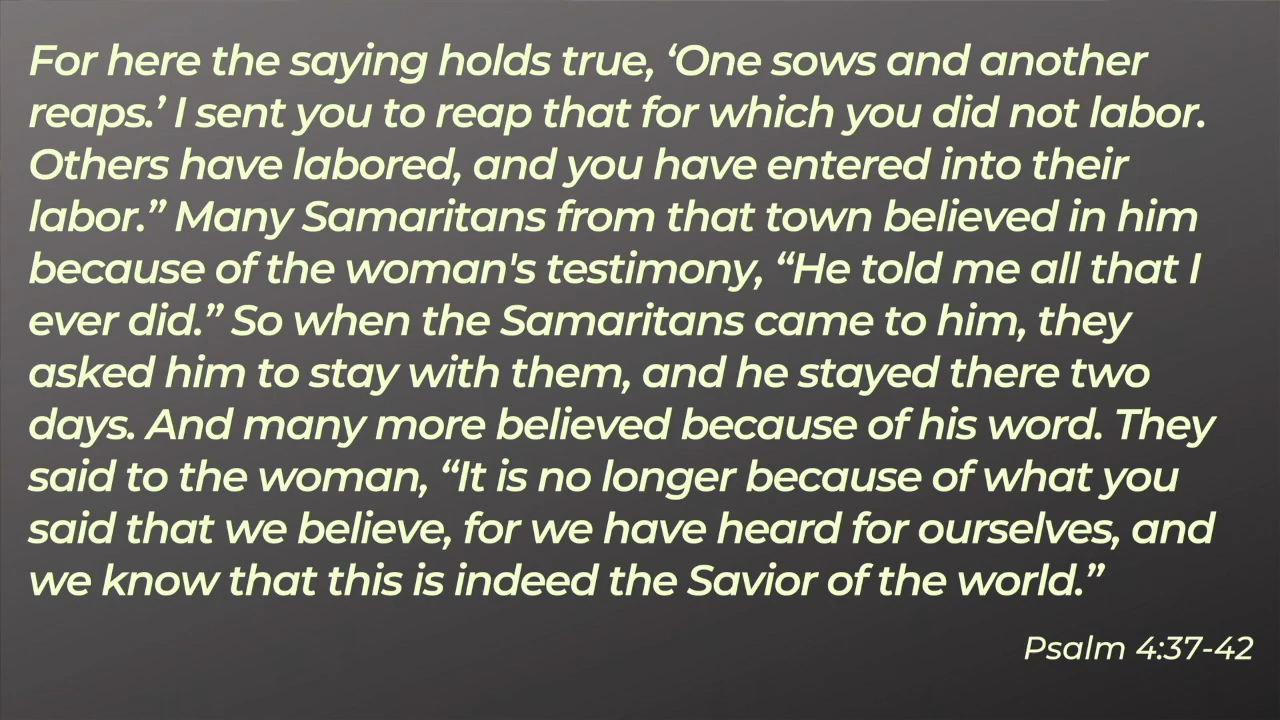 For here the saying holds true, ‘One sows and another
reaps.’ I sent you to reap that for which you did not labor.
Others have labored, and you have entered into their
labor.” Many Samaritans from that town believed in him
because of the woman's testimony, “He told me all that I
ever did.” So when the Samaritans came to him, they
asked him to stay with them, and he stayed there two
days. And many more believed because of his word. They
said to the woman, “It is no longer because of what you
said that we believe, for we have heard for ourselves, and
we know that this is indeed the Savior of the world.”
Psalm 4:37-42